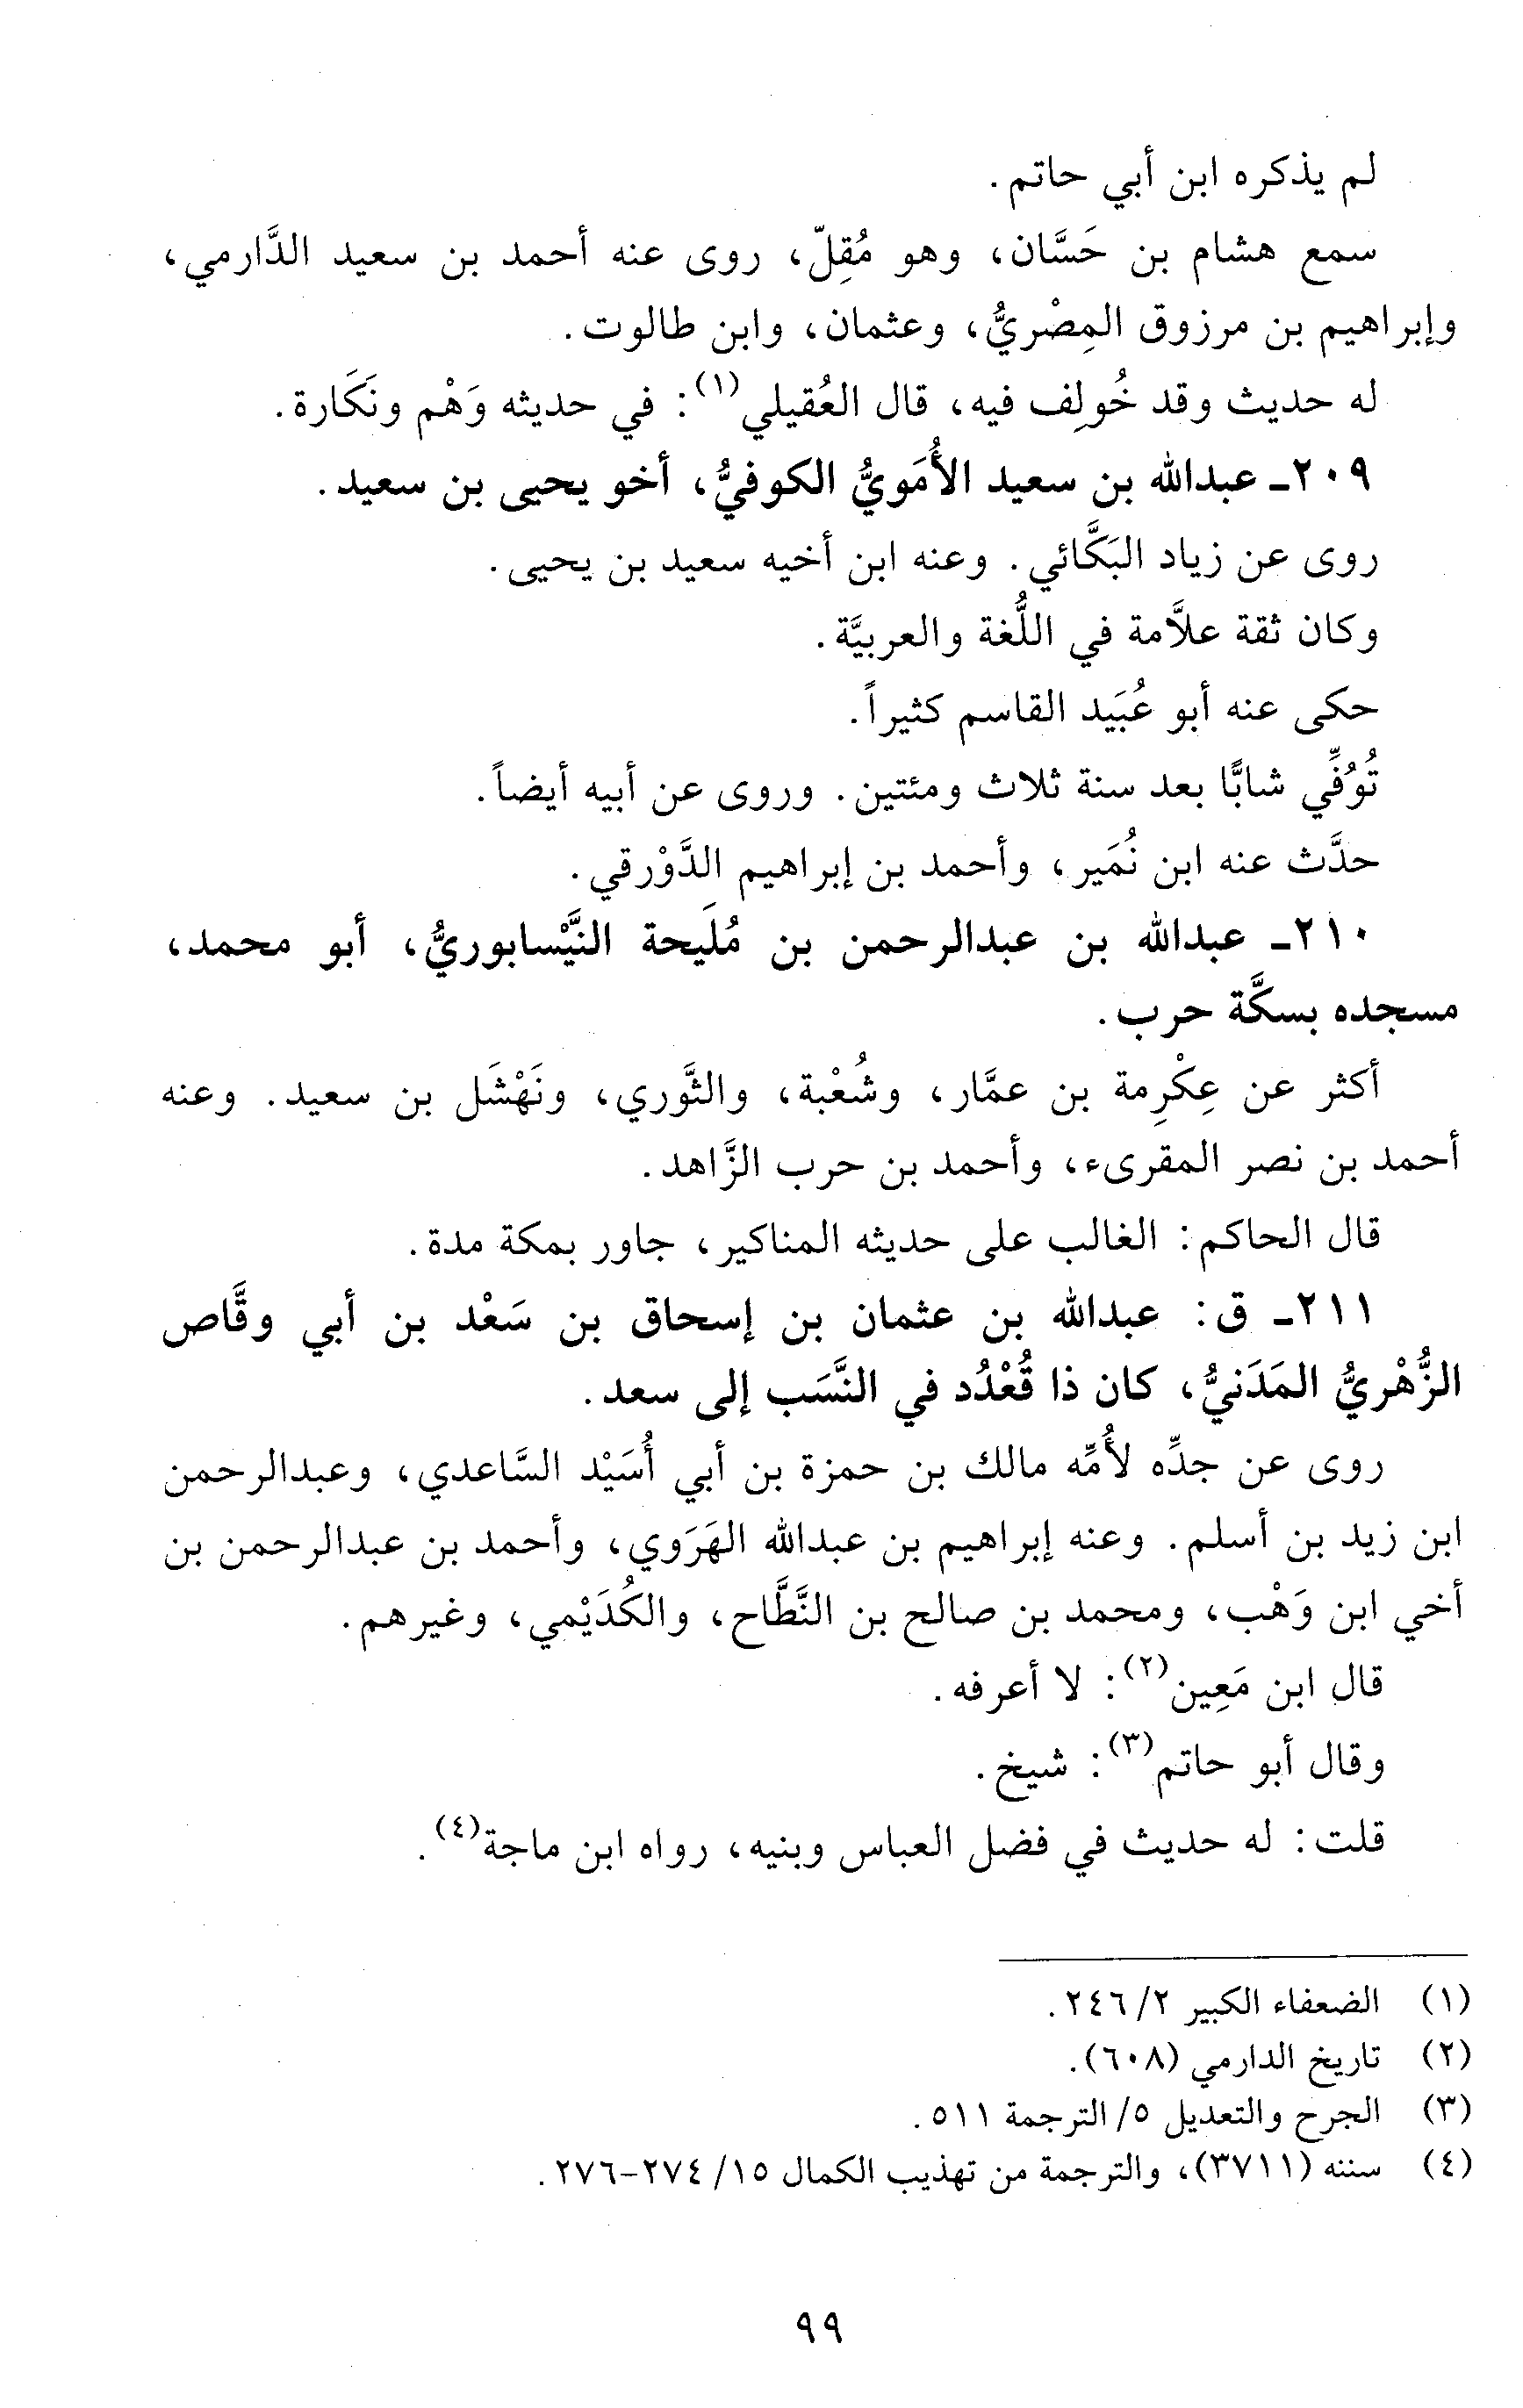 لم يذكره ابن أبي حاتم.
سمع هشام بن حَسَّان، وهو مُقِلّ، روى عنه أحمد بن سعيد الدَّارمي،
وإبراهيم بن مرزوق المِصْريُّ، وعثمان، وابن طالوت.
له حديث وقد خُولِف فيه، قال العُقيلي(١): في حديثه وَهْم ونَكَارة.
٢٠٩- عبدالله بن سعيد الأُمَويُّ الكوفيُّ، أخو يحيى بن سعيد.
روى عن زياد البَكَّائي. وعنه ابن أخيه سعيد بن يحيى.
وكان ثقة علاَّمة في اللُّغة والعربيَّة.
حكى عنه أبو عُبَيد القاسم كثيراً.
تُوُفِّي شابًّا بعد سنة ثلاث ومئتين. وروى عن أبيه أيضاً.
حدَّث عنه ابن نُمَير، وأحمد بن إبراهيم الدَّوْرقي.
٢١٠- عبدالله بن عبدالرحمن بن مُلَيحة النَّيْسابوريُّ، أبو محمد،
مسجده بسكَّة حرب.
أكثر عن عِكْرِمة بن عمَّار، وشُعْبة، والثَّوري، ونَهْشَل بن سعيد. وعنه
أحمد بن نصر المقرىء، وأحمد بن حرب الزَّاهد.
قال الحاكم: الغالب على حديثه المناكير، جاور بمكة مدة.
٢١١- ق: عبدالله بن عثمان بن إسحاق بن سَعْد بن أبي وقَّاص
الزُّهْريُّ المَدَنيُّ، كان ذا قُعْدُد في النَّسَب إلى سعد.
روى عن جدِّه لأُمِّه مالك بن حمزة بن أبي أُسَيْد السَّاعدي، وعبدالرحمن
ابن زيد بن أسلم. وعنه إبراهيم بن عبدالله الهَرَوي، وأحمد بن عبدالرحمن بن
أخي ابن وَهْب، ومحمد بن صالح بن النَّطَّاح، والكُدَيْمي، وغيرهم.
قال ابن مَعِين(٢): لا أعرفه.
وقال أبو حاتم(٣): شيخ.
قلت: له حديث في فضل العباس وبنيه، رواه ابن ماجة(٤).
(١) الضعفاء الكبير ٢/ ٢٤٦.
(٢) تاريخ الدارمي (٦٠٨).
(٣) الجرح والتعديل ٥/ الترجمة ٥١١.
(٤) سننه (٣٧١١)، والترجمة من تهذيب الكمال ١٥/ ٢٧٤-٢٧٦.
٩٩